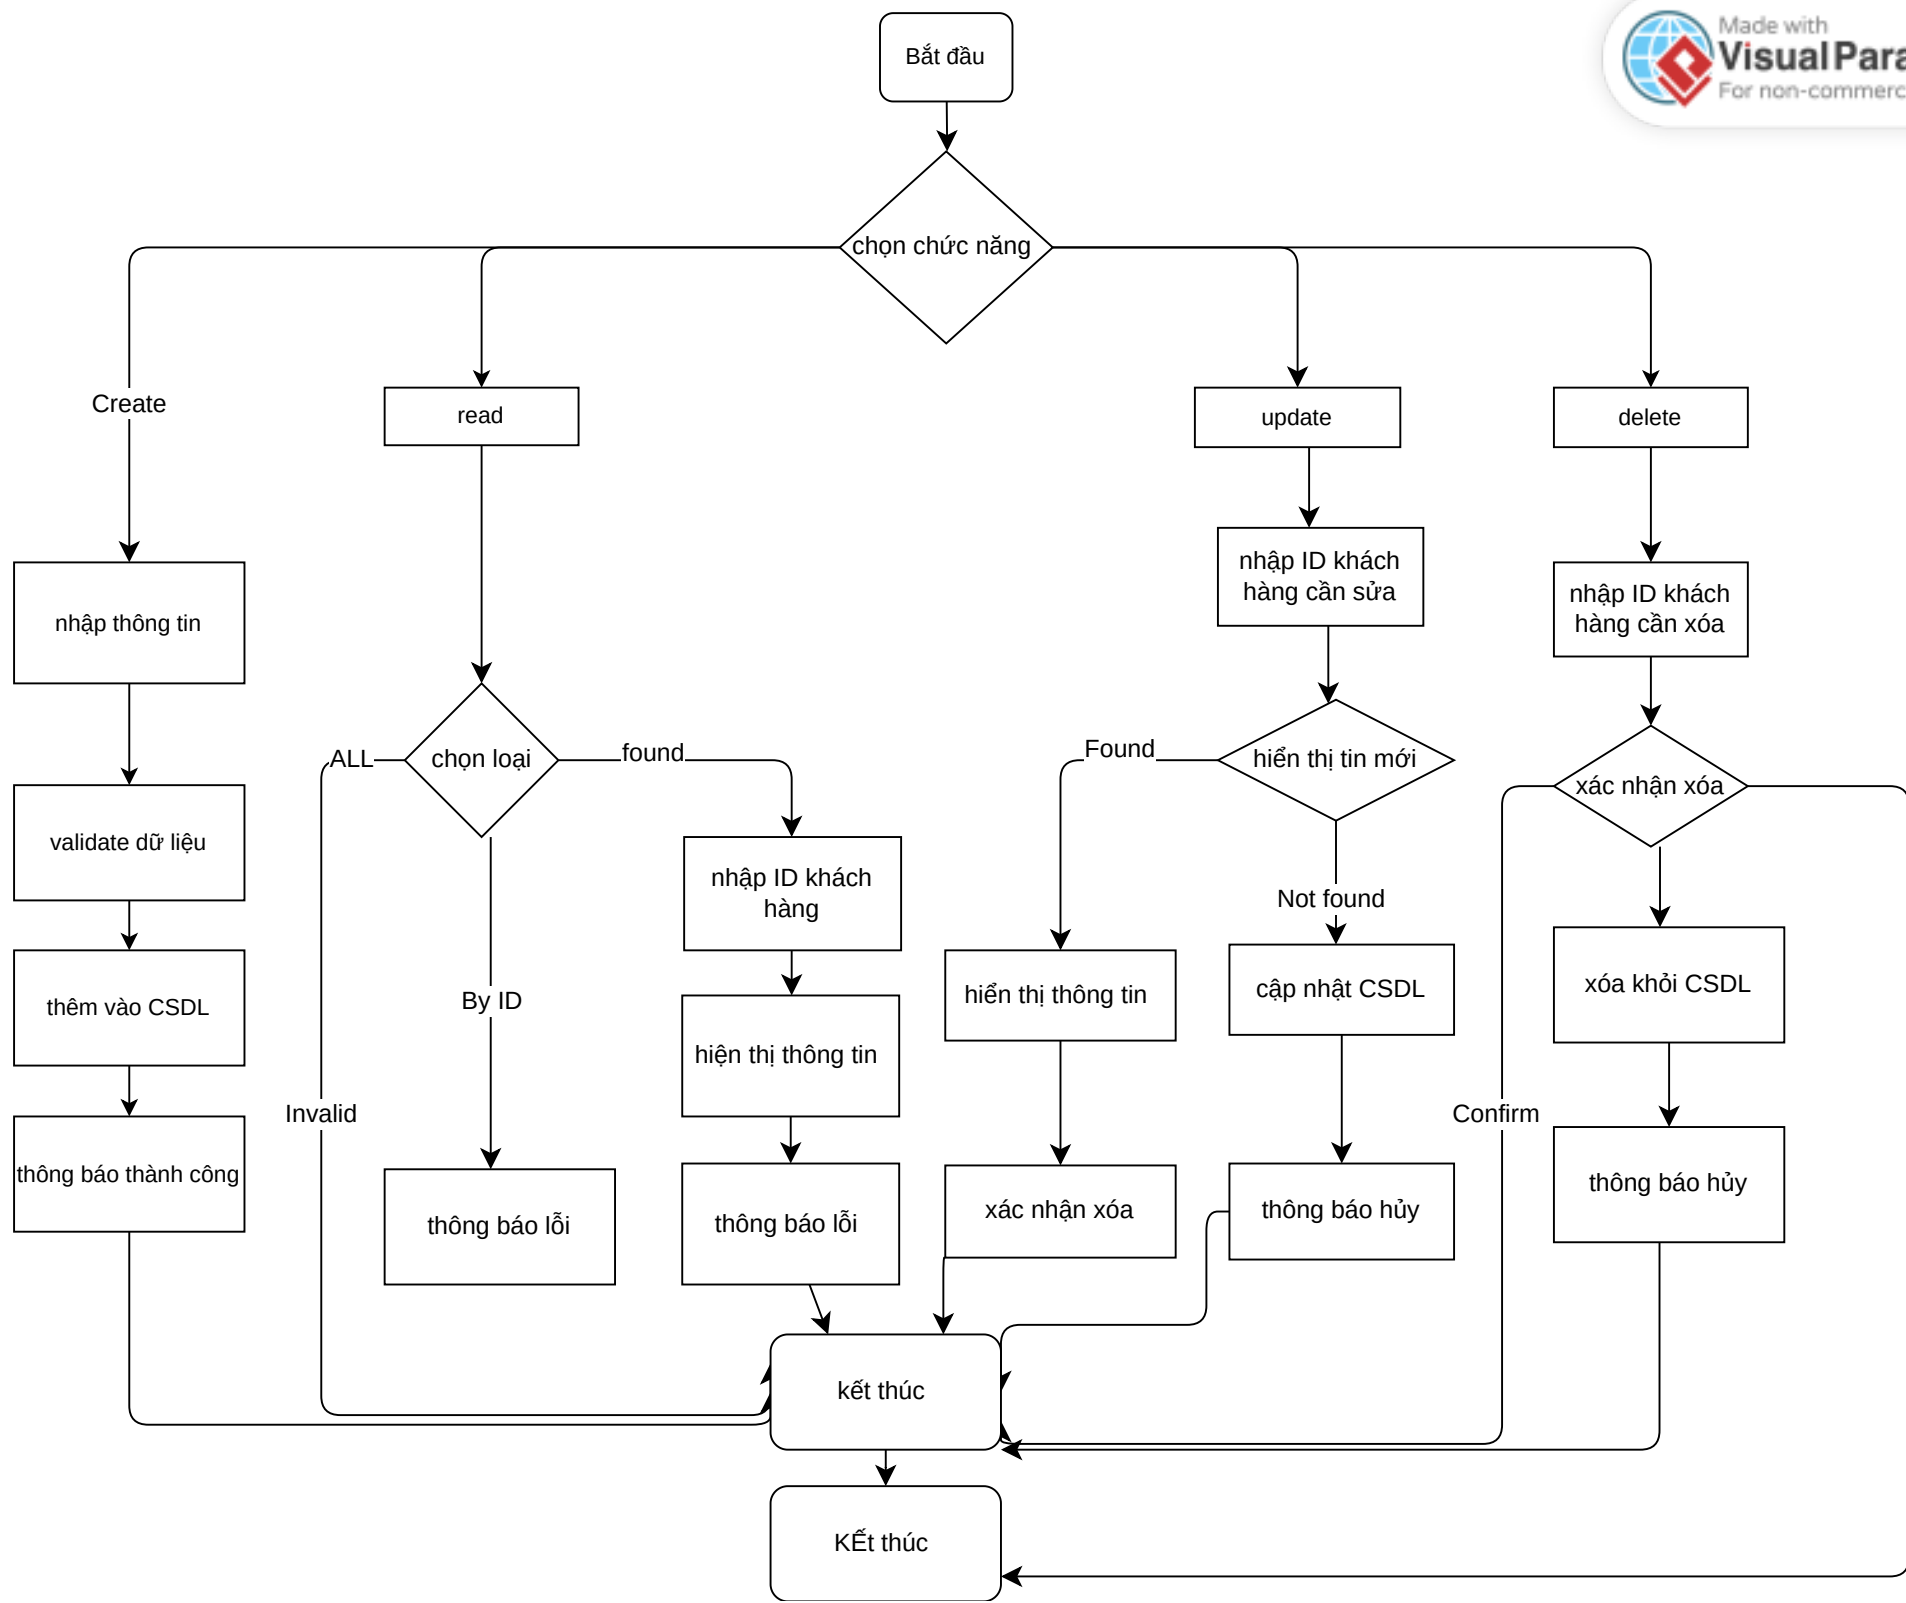 Made with
Visual Para
For non-commerc
Bắt đầu
chọn chức năng
Create
read
update
delete
nhập thông tin
nhập ID khách
hàng cần sửa
nhập ID khách
hàng cần xóa
ALL
chọn loại
found
Found
hiển thị tin mới
xác nhận xóa
validate dữ liệu
nhập ID khách
hàng
Not found
thêm vào CSDL
By ID
hiện thị thông tin
hiển thị thông tin
cập nhật CSDL
xóa khỏi CSDL
Invalid
Confirm
thông báo thành công
thông báo lỗi
thông báo lỗi
xác nhận xóa
thông báo hủy
thông báo hủy
kết thúc
KẾt thúc